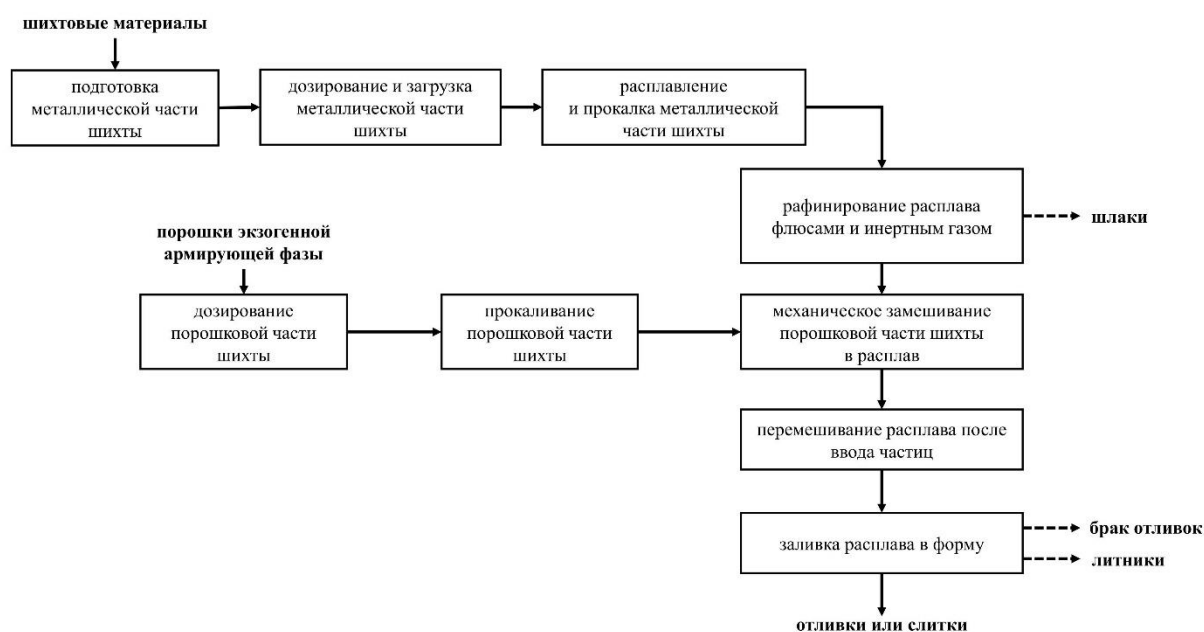 шихтовые материалы
подготовка
металлической части
шихты
дозирование и загрузка
металлической части
шихты
расплавление
и прокалка металлической
части шихты
рафинирование расплава
флюсами и инертным газом
шлаки
порошки экзогенной
армирующей фазы
дозирование
порошковой части
шихты
прокаливание
порошковой части
шихты
механическое замешивание
порошковой части шихты
в расплав
перемешивание расплава после
ввода частиц
заливка расплава в форму
брак отливок
литники
отливки или слитки